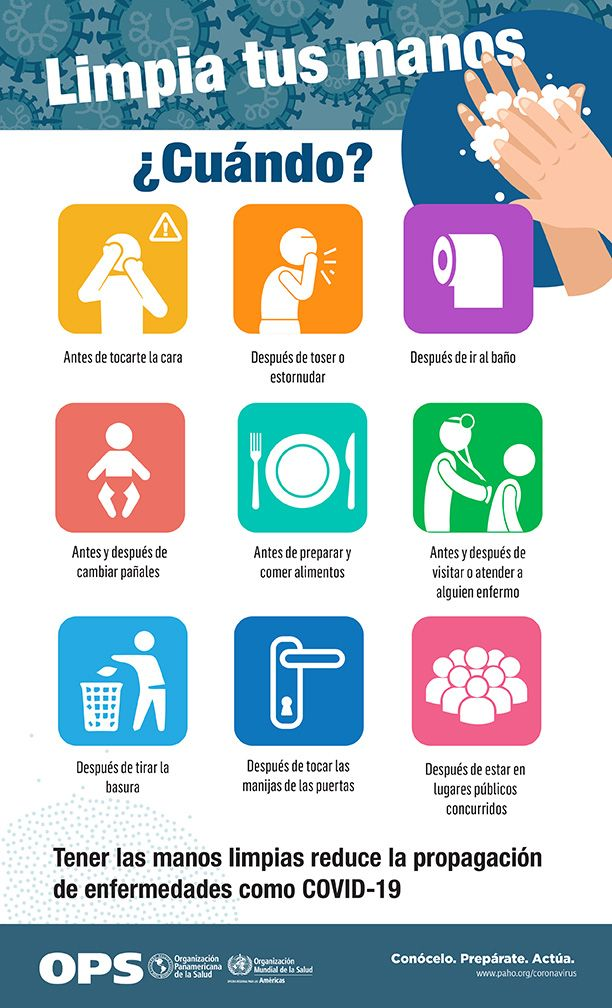 Limpia tus manos
¿Cuándo?
Antes de tocarte la cara
Después de toser o
estornudar
Después de ir al baño
Antes y después de
cambiar pañales
Antes de preparar y
comer alimentos
Antes y después de
visitar o atender a
alguien enfermo
Después de tirar la
basura
Después de tocar las
manijas de las puertas
Después de estar en
lugares públicos
concurridos
Tener las manos limpias reduce la propagación
de enfermedades como COVID-19
OPS
Organización
Panamericana
de la Salud
Organización
Mundial de la Salud
OFICINA REGIONAL PARA LAS Américas
Conócelo. Prepárate. Actúa.
www.paho.org/coronavirus